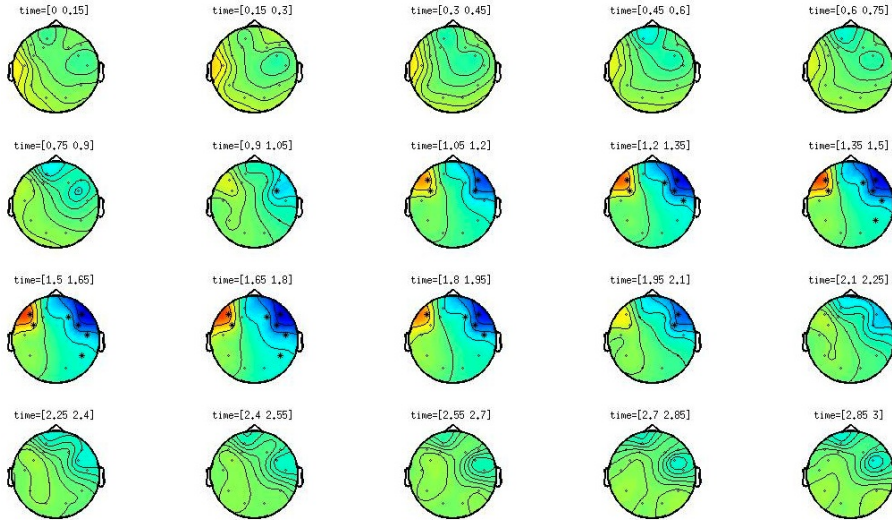 time=[0 0.15]
time=[0.15 0.3]
time=[0.3 0.45]
time=[0.45 0.6]
time=[0.6 0.75]
time=[0.75 0.9]
time=[0.9 1.05]
time=[1.05 1.2]
time=[1.2 1.35]
time=[1.35 1.5]
time=[1.5 1.65]
time=[1.65 1.8]
time=[1.8 1.95]
time=[1.95 2.1]
time=[2.1 2.25]
time=[2.25 2.4]
time=[2.4 2.55]
time=[2.55 2.7]
time=[2.7 2.85]
time=[2.85 3]